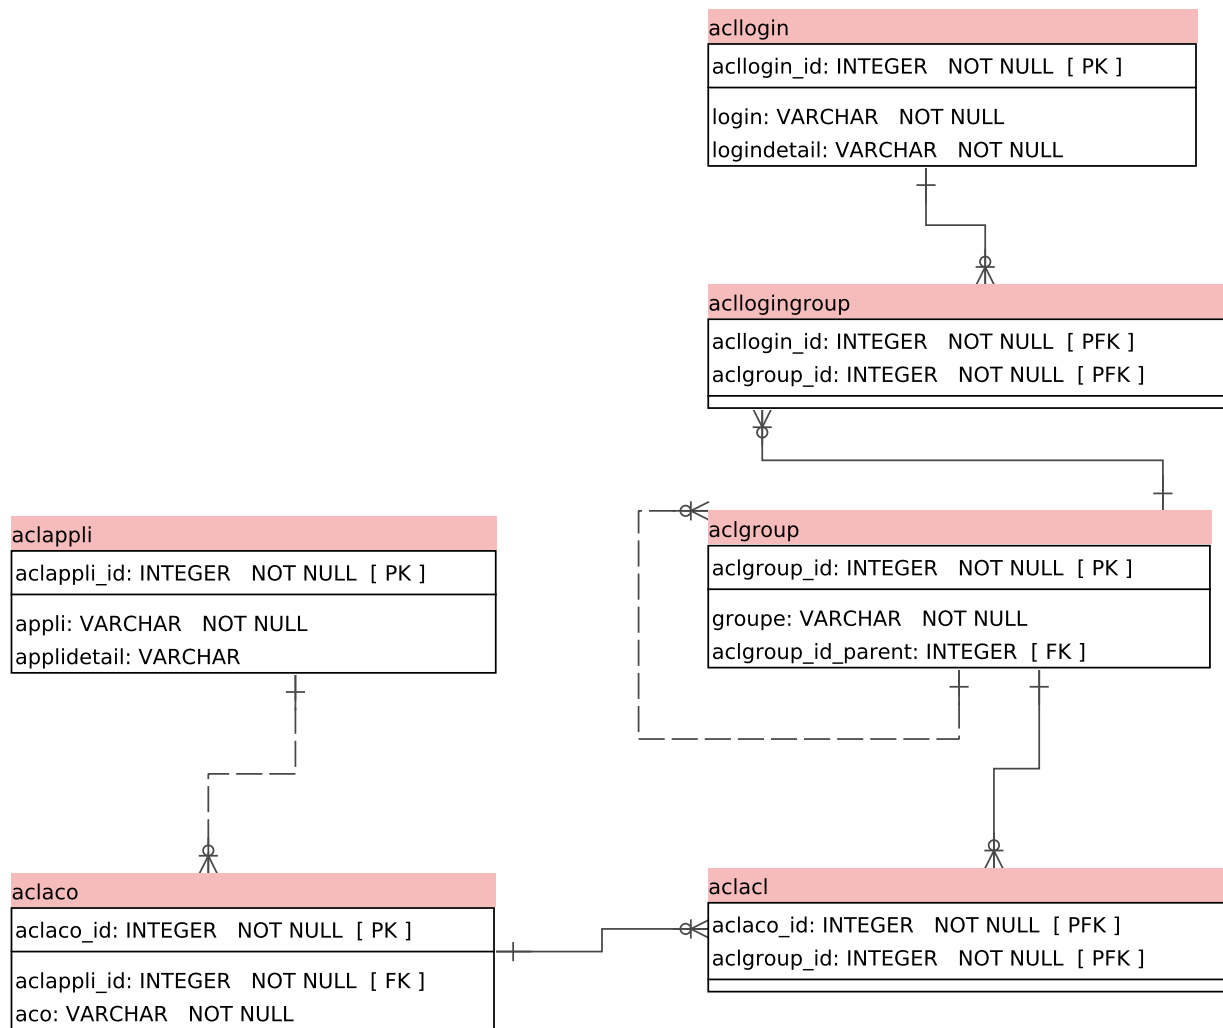 acllogin
acllogin_id: INTEGER NOT NULL [ PK ]
login: VARCHAR NOT NULL
logindetail: VARCHAR NOT NULL
acllogingroup
acllogin_id: INTEGER NOT NULL [ PFK ]
aclgroup_id: INTEGER NOT NULL [ PFK ]
aclgroup
aclgroup_id: INTEGER NOT NULL [ PK ]
groupe: VARCHAR NOT NULL
aclgroup_id_parent: INTEGER [ FK ]
aclappli
aclappli_id: INTEGER NOT NULL [ PK ]
appli: VARCHAR NOT NULL
applidetail: VARCHAR
aclaco
aclaco_id: INTEGER NOT NULL [ PK ]
aclappli_id: INTEGER NOT NULL [ FK ]
aco: VARCHAR NOT NULL
aclacl
aclaco_id: INTEGER NOT NULL [ PFK ]
aclgroup_id: INTEGER NOT NULL [ PFK ]